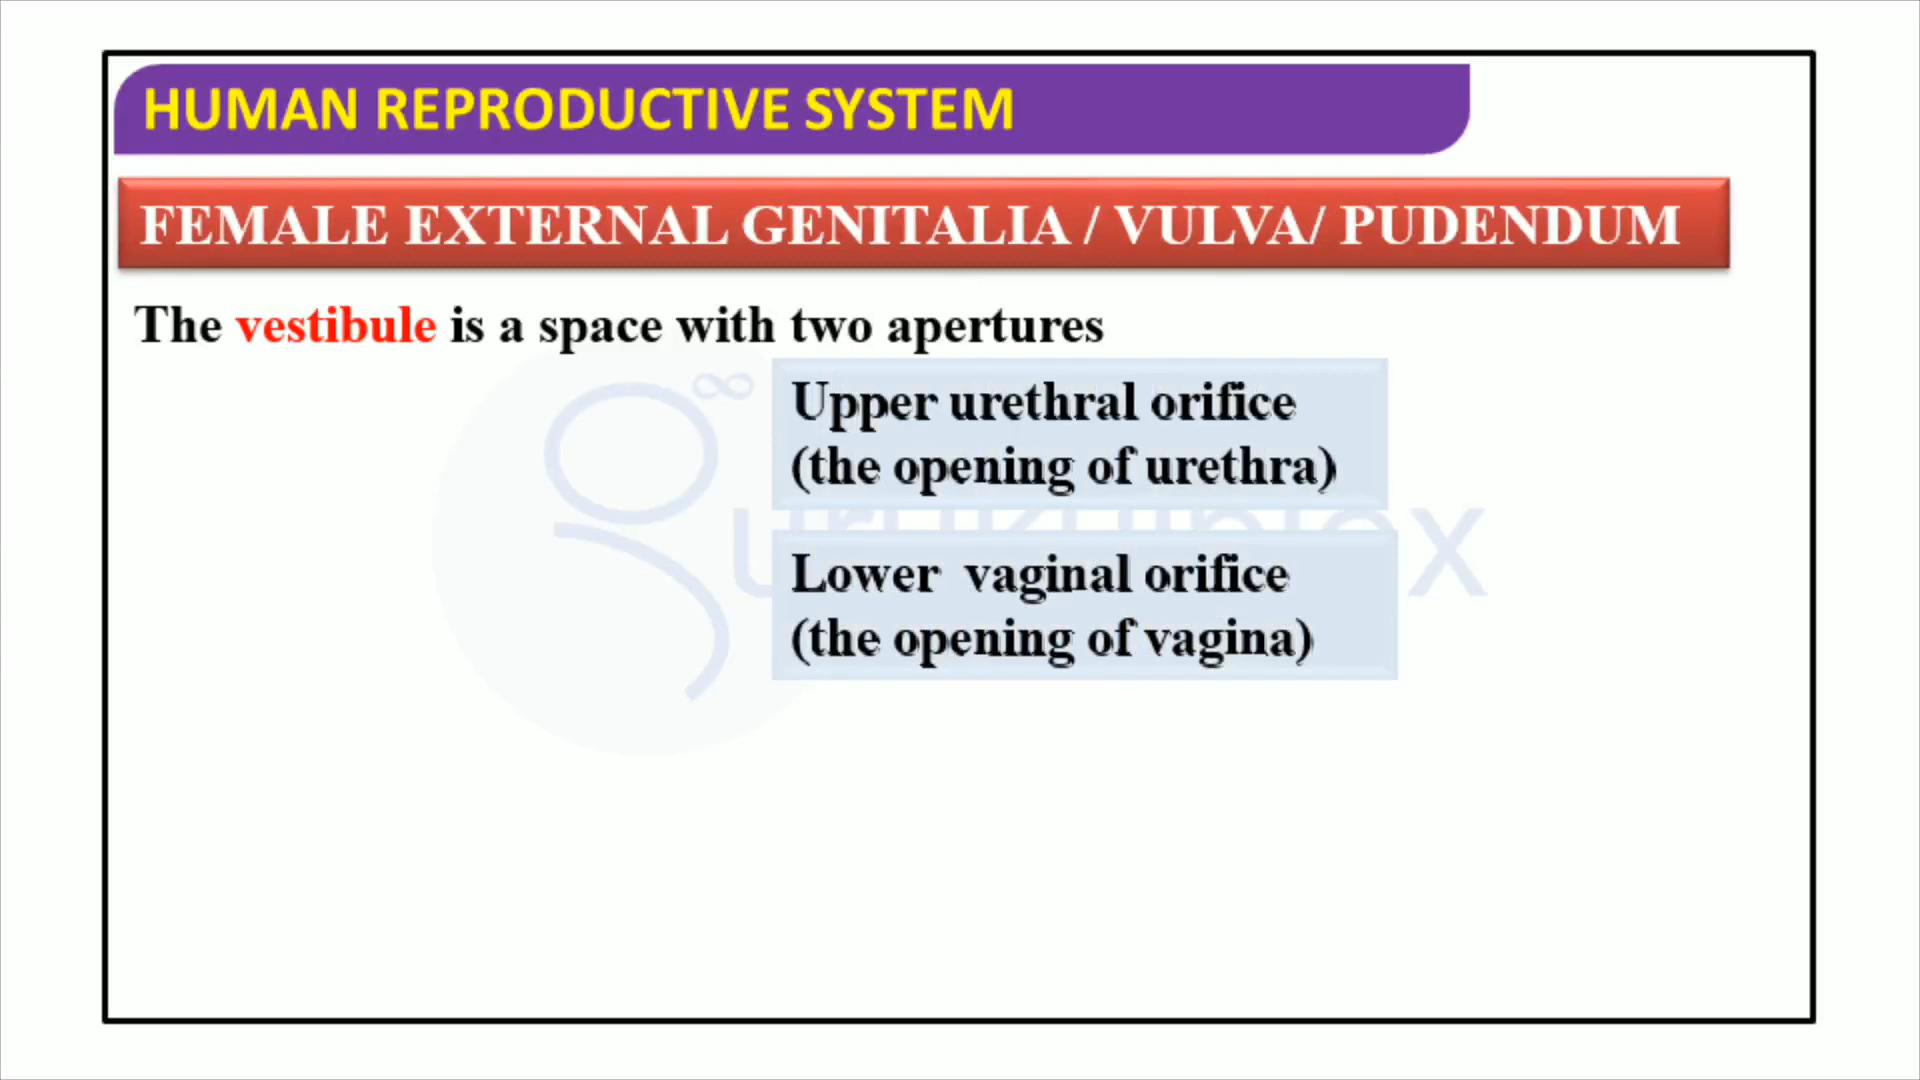 HUMAN REPRODUCTIVE SYSTEM
FEMALE EXTERNAL GENITALIA / VULVA/ PUDENDUM
The vestibule is a space with two apertures
Upper urethral orifice
(the opening of urethra)
Lower vaginal orifice
(the opening of vagina)